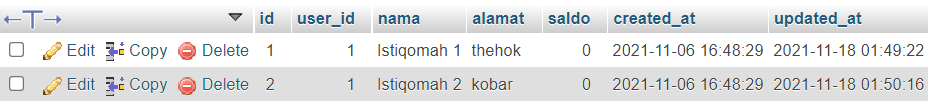 id user_id nama alamat saldo created_at updated_at
Edit Copy Delete 1 1 Istiqomah 1 thehok 0 2021-11-06 16:48:29 2021-11-18 01:49:22
Edit Copy Delete 2 1 Istiqomah 2 kobar 0 2021-11-06 16:48:29 2021-11-18 01:50:16